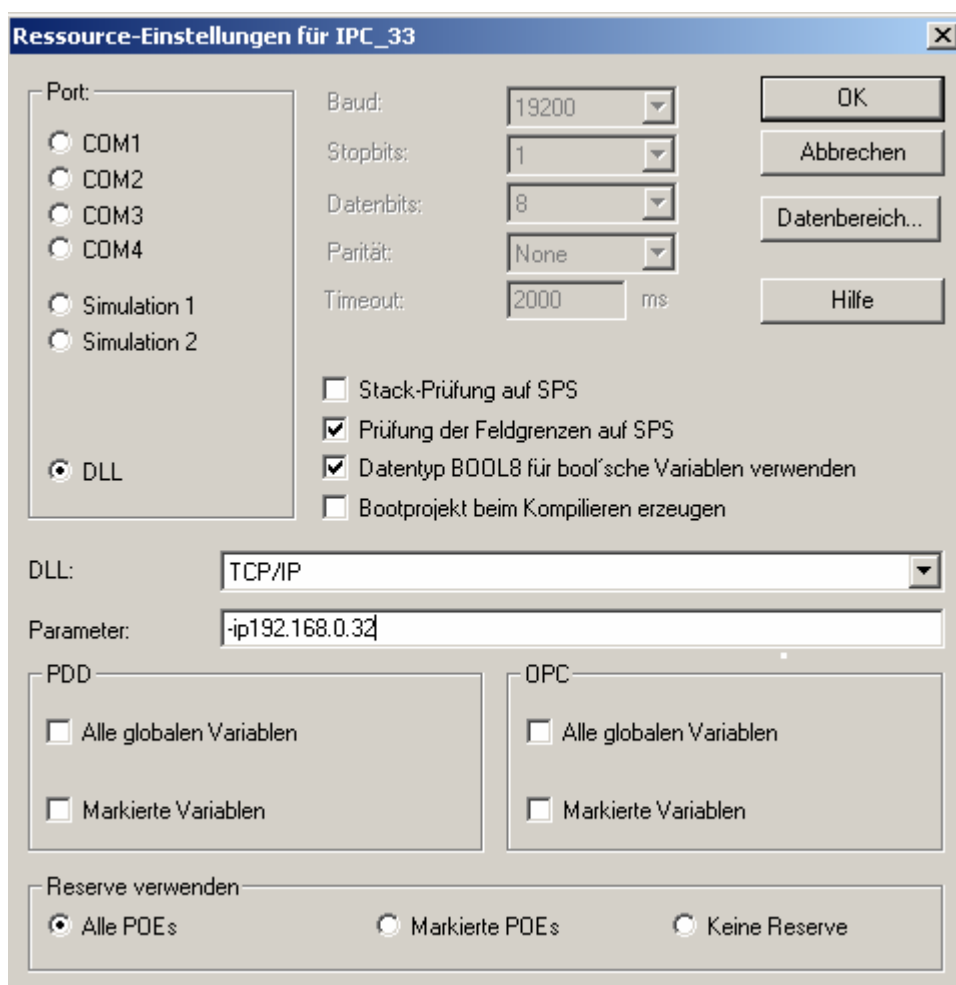 Ressource-Einstellungen für IPC_33
Port:
COM1
COM2
COM3
COM4
Simulation 1
Simulation 2
DLL
Baud:
19200
Stopbits:
1
Datenbits:
8
Parität:
None
Timeout:
2000
ms
OK
Abbrechen
Datenbereich...
Hilfe
Stack-Prüfung auf SPS
Prüfung der Feldgrenzen auf SPS
Datentyp BOOL8 für bool´sche Variablen verwenden
Bootprojekt beim Kompilieren erzeugen
DLL:
TCP/IP
Parameter:
-ip192.168.0.32
PDD
Alle globalen Variablen
Markierte Variablen
OPC
Alle globalen Variablen
Markierte Variablen
Reserve verwenden
Alle POEs
Markierte POEs
Keine Reserve